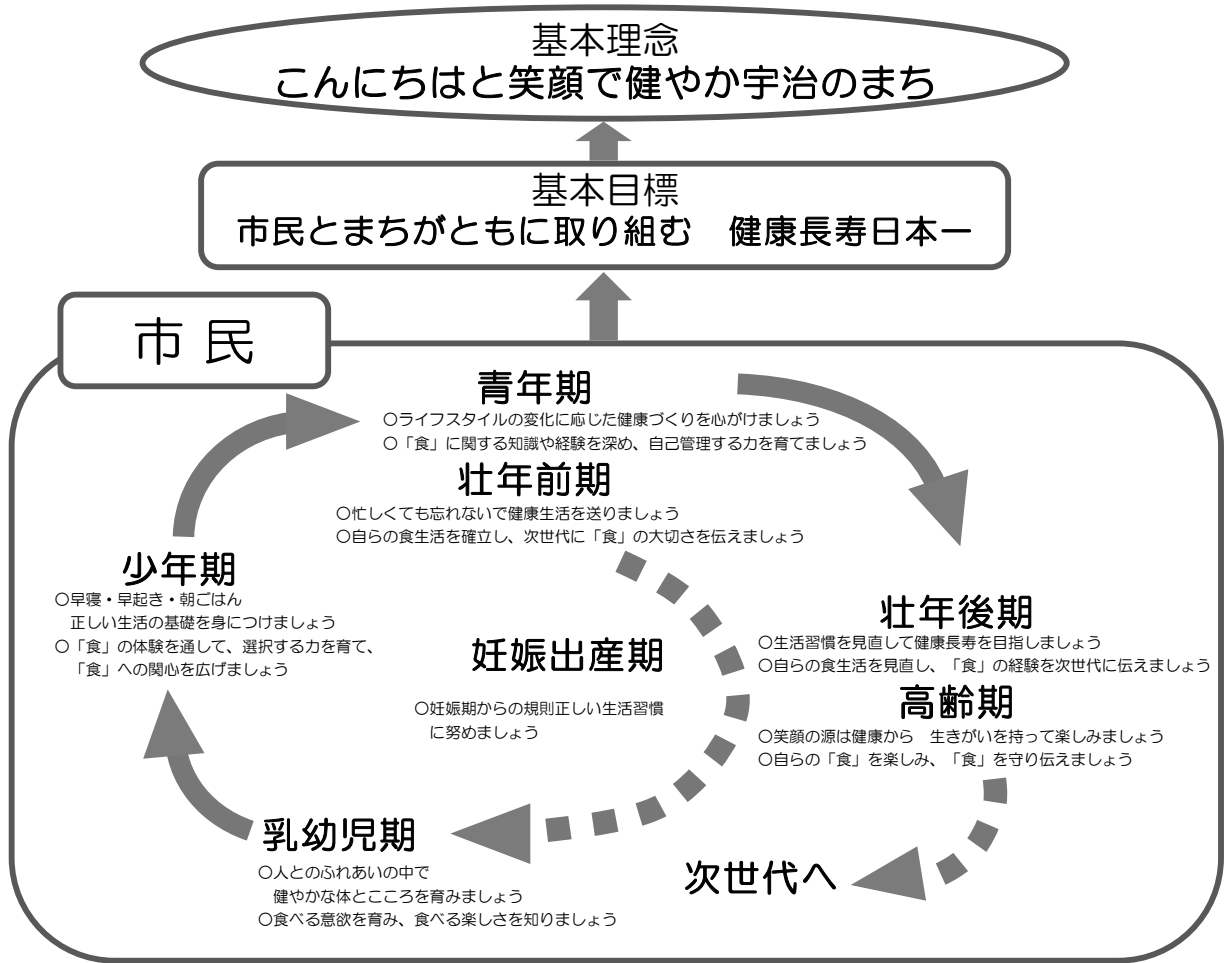 基本理念
こんにちはと笑顔で健やか宇治のまち
基本目標
市民とまちがともに取り組む　健康長寿日本一
市 民
青年期
○ライフスタイルの変化に応じた健康づくりを心がけましょう
○「食」に関する知識や経験を深め、自己管理する力を育てましょう
壮年前期
○忙しくても忘れないで健康生活を送りましょう
○自らの食生活を確立し、次世代に「食」の大切さを伝えましょう
少年期
○早寝・早起き・朝ごはん
正しい生活の基礎を身につけましょう
○「食」の体験を通して、選択する力を育て、
「食」への関心を広げましょう
妊娠出産期
○妊娠期からの規則正しい生活習慣
に努めましょう
壮年後期
○生活習慣を見直して健康長寿を目指しましょう
○自らの食生活を見直し、「食」の経験を次世代に伝えましょう
高齢期
○笑顔の源は健康から　生きがいを持って楽しみましょう
○自らの「食」を楽しみ、「食」を守り伝えましょう
乳幼児期
○人とのふれあいの中で
健やかな体とこころを育みましょう
○食べる意欲を育み、食べる楽しさを知りましょう
次世代へ